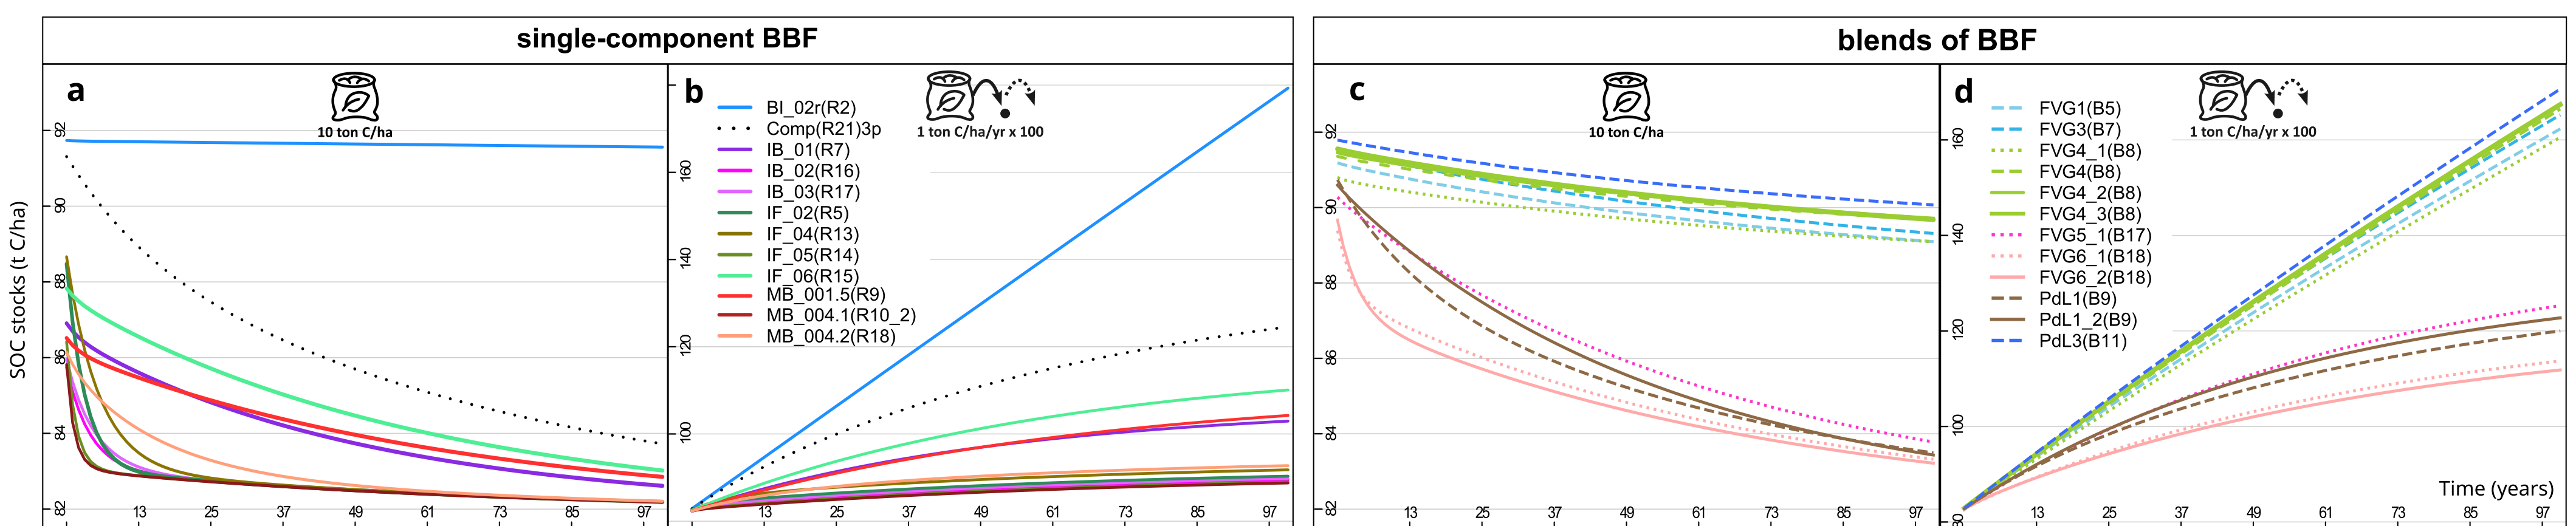 single-component BBF
blends of BBF
a
10 ton C/ha
SOC stocks (t C/ha)
92
90
88
86
84
82
13 25 37 49 61 73 85 97
b
1 ton C/ha/yr x 100
BI_02r(R2)
Comp(R21)3p
IB_01(R7)
IB_02(R16)
IB_03(R17)
IF_02(R5)
IF_04(R13)
IF_05(R14)
IF_06(R15)
MB_001.5(R9)
MB_004.1(R10_2)
MB_004.2(R18)
160
140
120
100
13 25 37 49 61 73 85 97
c
10 ton C/ha
92
90
88
86
84
82
13 25 37 49 61 73 85 97
d
1 ton C/ha/yr x 100
FVG1(B5)
FVG3(B7)
FVG4_1(B8)
FVG4(B8)
FVG4_2(B8)
FVG4_3(B8)
FVG5_1(B17)
FVG6_1(B18)
FVG6_2(B18)
PdL1(B9)
PdL1_2(B9)
PdL3(B11)
160
140
120
100
80
Time (years)
13 25 37 49 61 73 85 97